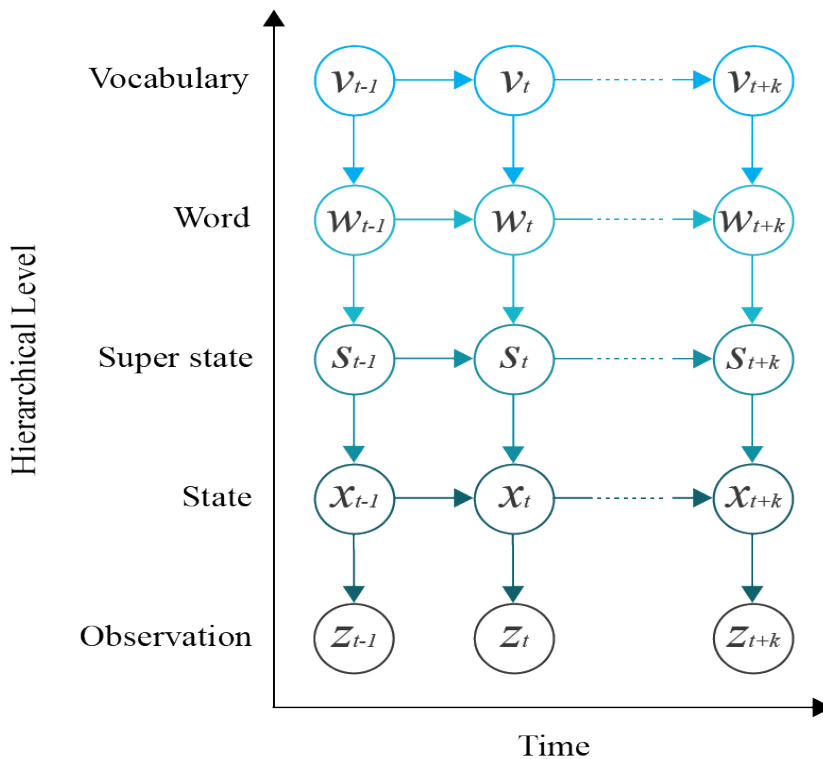 Hierarchical Level
Vocabulary v_{t-1} v_t v_{t+k}
Word w_{t-1} w_t w_{t+k}
Super state s_{t-1} s_t s_{t+k}
State x_{t-1} x_t x_{t+k}
Observation z_{t-1} z_t z_{t+k}
Time